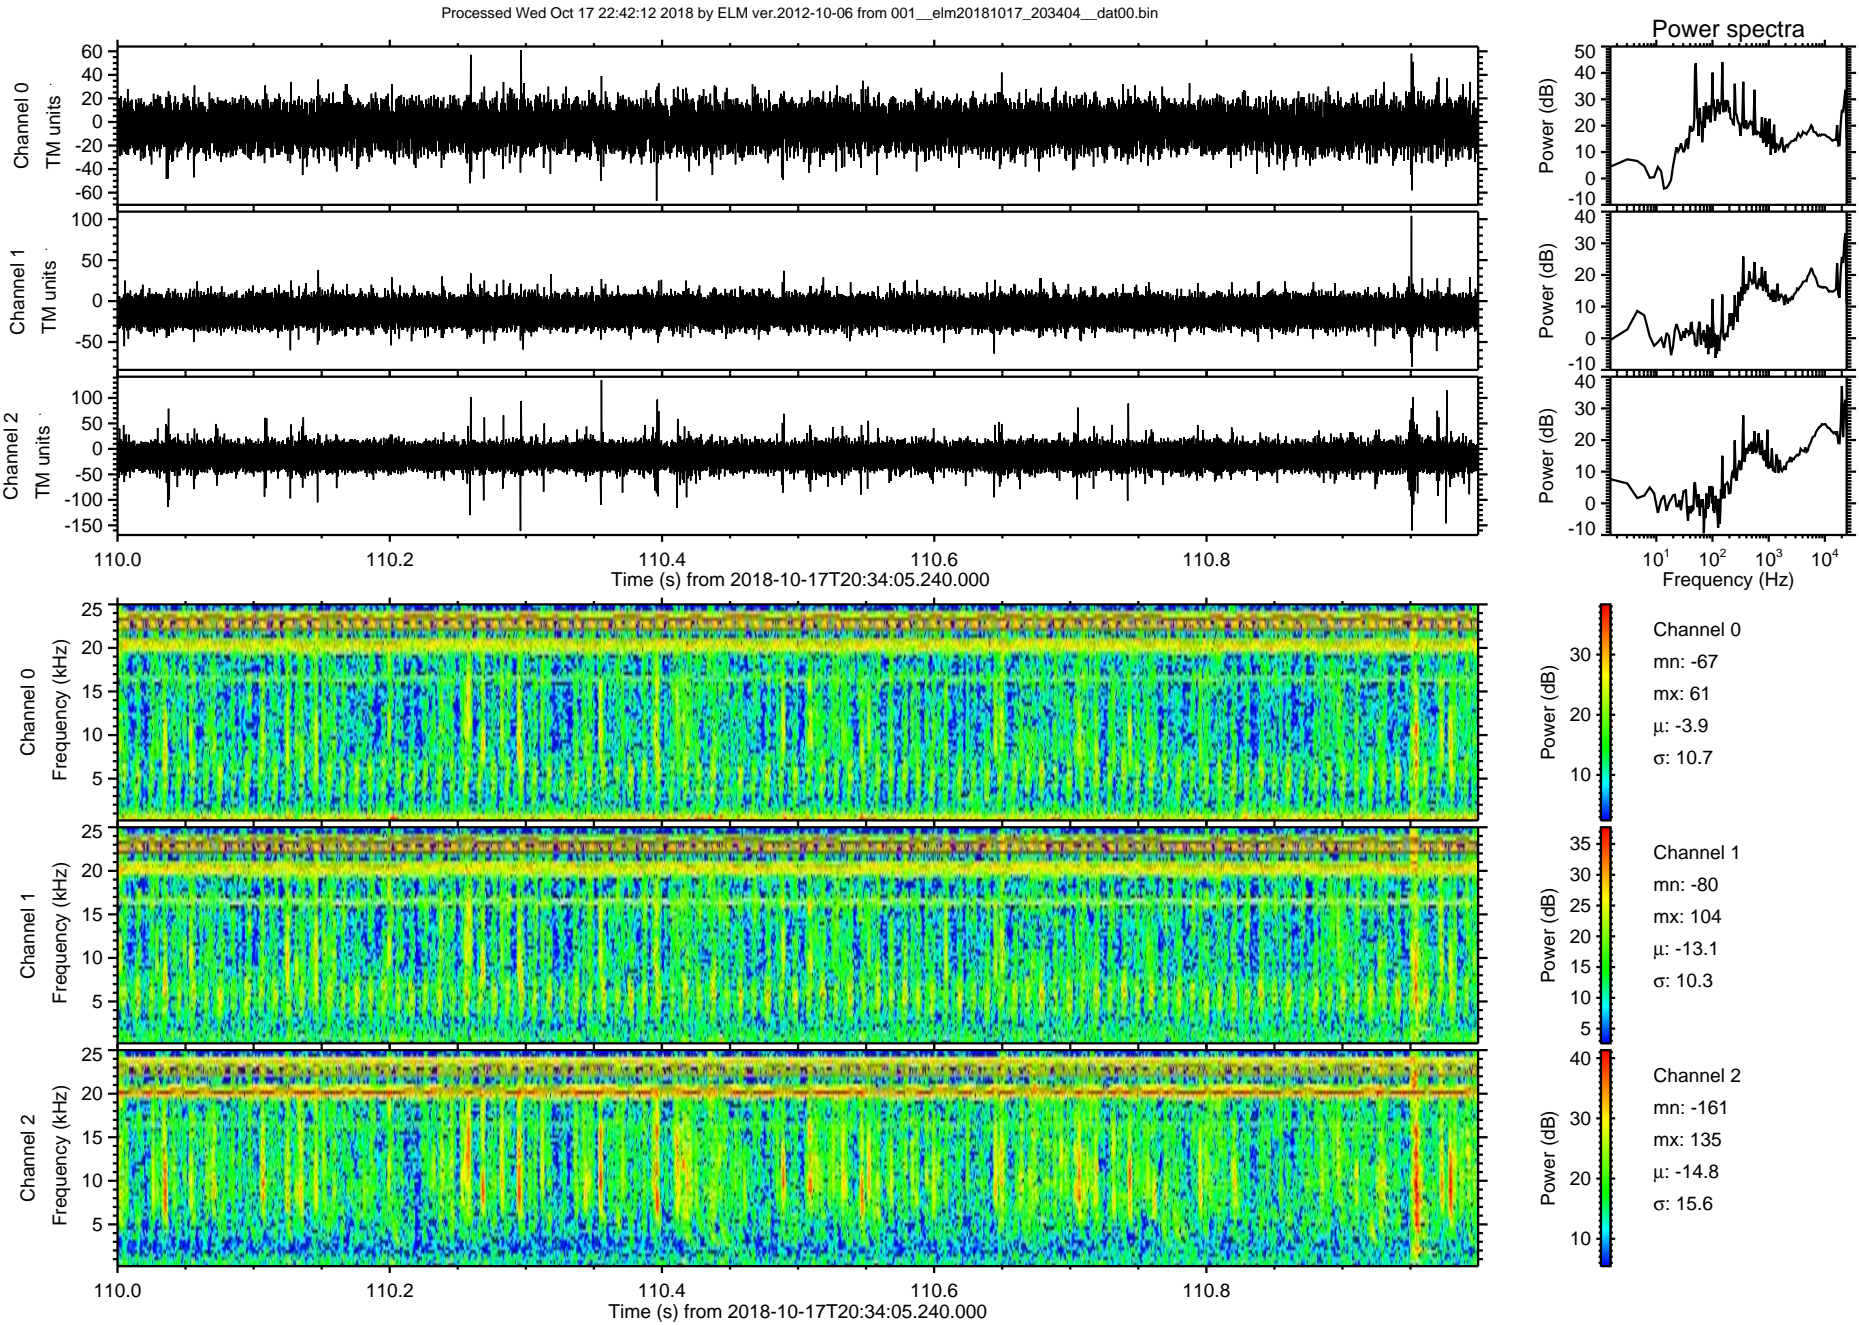 Processed Wed Oct 17 22:42:12 2018 by ELM ver.2012-10-06 from 001__elm20181017_203404__dat00.bin
Power spectra
Channel 0
TM units
60
40
20
0
-20
-40
-60
Power (dB)
50
40
30
20
10
0
-10
Channel 1
TM units
100
50
0
-50
Power (dB)
40
30
20
10
0
-10
Channel 2
TM units
100
50
0
-50
-100
-150
Power (dB)
40
30
20
10
0
-10
110.0 110.2 110.4 110.6 110.8
Time (s) from 2018-10-17T20:34:05.240.000
10¹ 10² 10³ 10⁴
Frequency (Hz)
Channel 0
Frequency (kHz)
25
20
15
10
5
Power (dB)
30
20
10
Channel 0
mn: -67
mx: 61
μ: -3.9
σ: 10.7
Channel 1
Frequency (kHz)
25
20
15
10
5
Power (dB)
35
30
25
20
15
10
5
Channel 1
mn: -80
mx: 104
μ: -13.1
σ: 10.3
Channel 2
Frequency (kHz)
25
20
15
10
5
Power (dB)
40
30
20
10
Channel 2
mn: -161
mx: 135
μ: -14.8
σ: 15.6
110.0 110.2 110.4 110.6 110.8
Time (s) from 2018-10-17T20:34:05.240.000